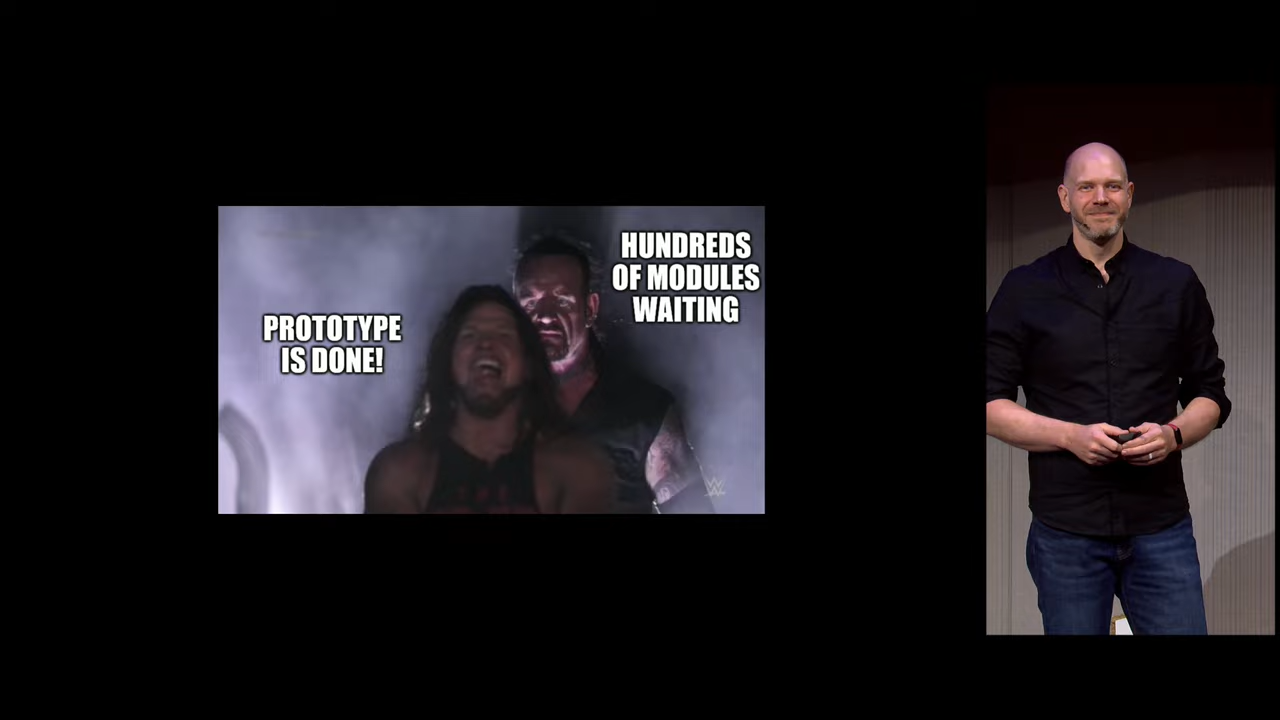 PROTOTYPE
IS DONE!
HUNDREDS
OF MODULES
WAITING